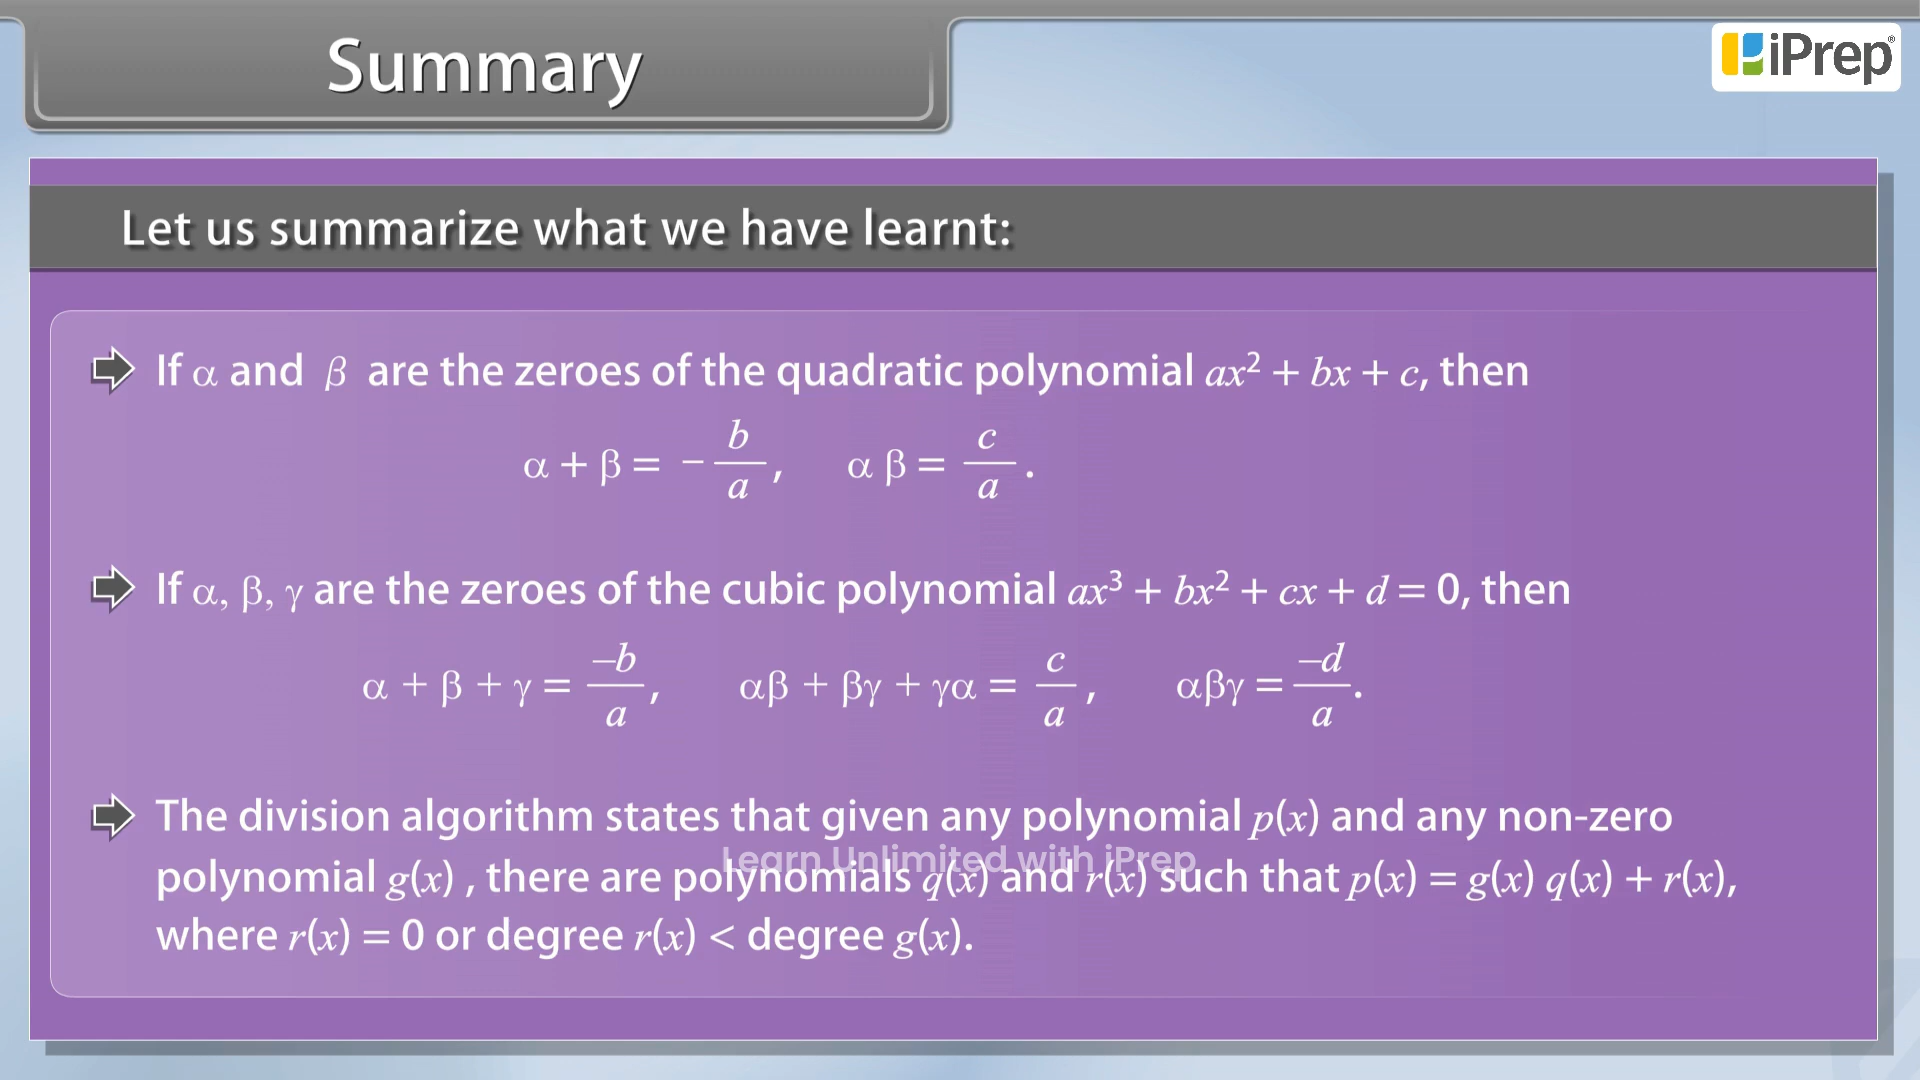 Summary
iPrep®
Let us summarize what we have learnt:
If α and β are the zeroes of the quadratic polynomial ax² + bx + c, then
α + β = − b/a, α β = c/a.
If α, β, γ are the zeroes of the cubic polynomial ax³ + bx² + cx + d = 0, then
α + β + γ = –b/a, αβ + βγ + γα = c/a, αβγ = –d/a.
The division algorithm states that given any polynomial p(x) and any non-zero
Learn Unlimited with iPrep
polynomial g(x) , there are polynomials q(x) and r(x) such that p(x) = g(x) q(x) + r(x),
where r(x) = 0 or degree r(x) < degree g(x).